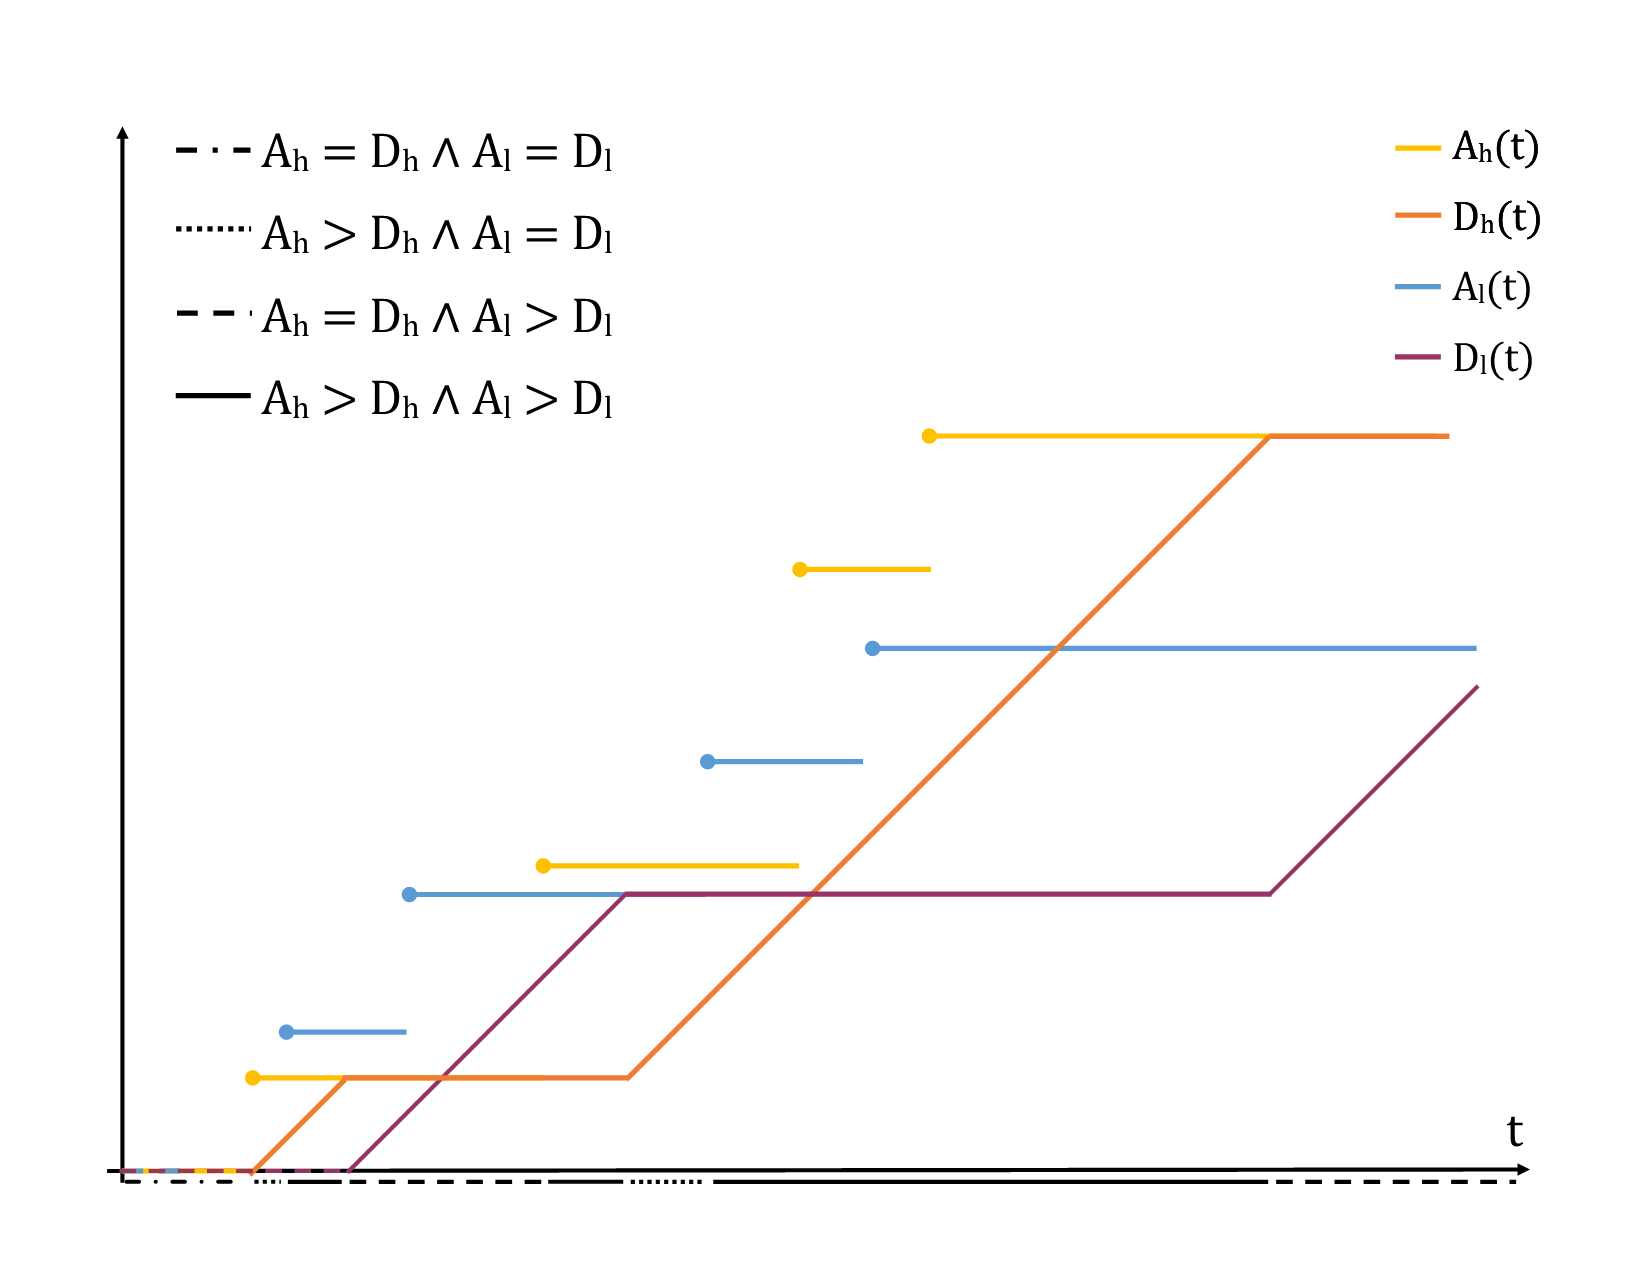 Aₕ = Dₕ ∧ Aₗ = Dₗ
Aₕ > Dₕ ∧ Aₗ = Dₗ
Aₕ = Dₕ ∧ Aₗ > Dₗ
Aₕ > Dₕ ∧ Aₗ > Dₗ
Aₕ(t)
Dₕ(t)
Aₗ(t)
Dₗ(t)
t